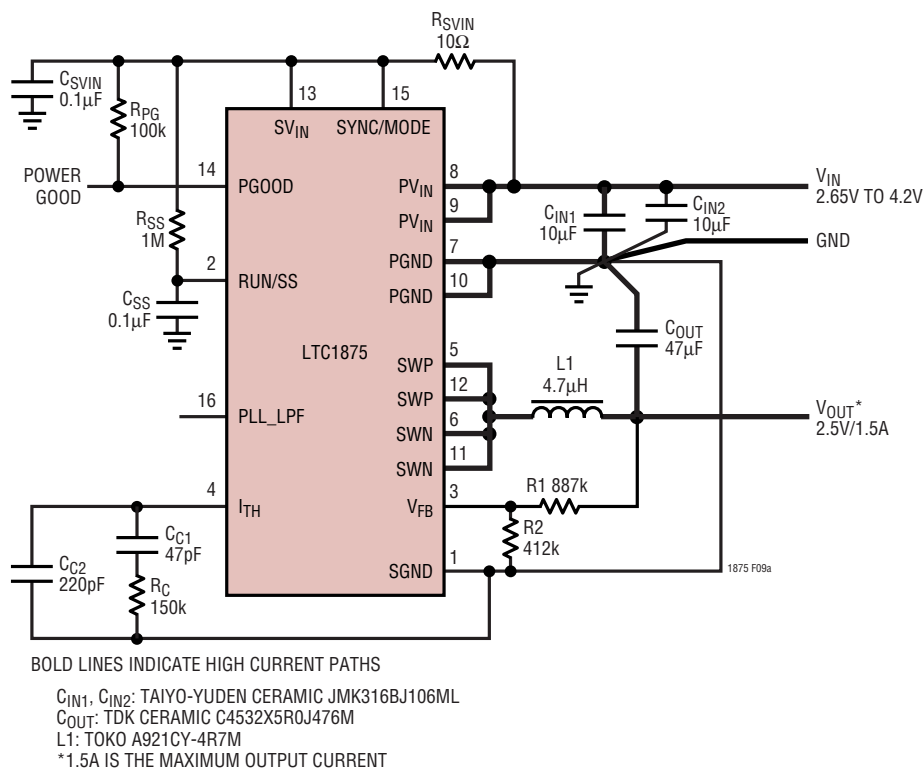 RSVIN
10Ω
CSVIN
0.1µF
RPG
100k
13
15
SVIN
SYNC/MODE
POWER
GOOD
14
PGOOD
8
PVIN
9
PVIN
VIN
2.65V TO 4.2V
CIN1
10µF
CIN2
10µF
GND
RSS
1M
7
PGND
10
PGND
2
RUN/SS
CSS
0.1µF
LTC1875
COUT
47µF
5
SWP
12
SWP
6
SWN
11
SWN
L1
4.7µH
VOUT*
2.5V/1.5A
16
PLL_LPF
4
ITH
3
VFB
R1 887k
R2
412k
1
SGND
1875 F09a
CC1
47pF
CC2
220pF
RC
150k
BOLD LINES INDICATE HIGH CURRENT PATHS
CIN1, CIN2: TAIYO-YUDEN CERAMIC JMK316BJ106ML
COUT: TDK CERAMIC C4532X5R0J476M
L1: TOKO A921CY-4R7M
*1.5A IS THE MAXIMUM OUTPUT CURRENT